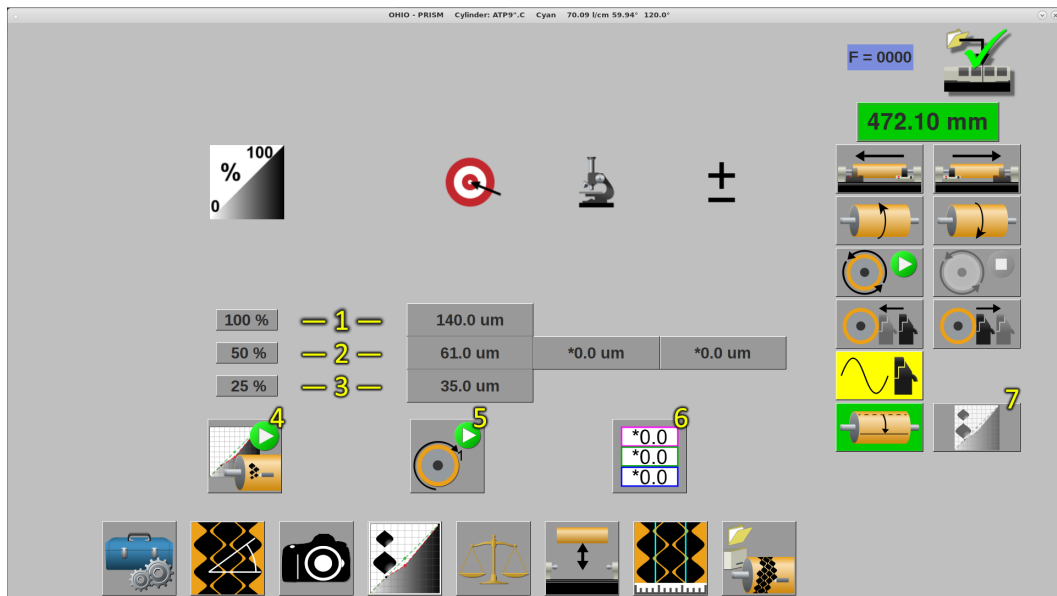 OHIO - PRISM Cylinder: ATP9".C Cyan 70.09 l/cm 59.94° 120.0°
F = 0000
472.10 mm
% 100
0
+
−
100 % — 1 — 140.0 um
50 % — 2 — 61.0 um *0.0 um *0.0 um
25 % — 3 — 35.0 um
4 5 6 7
1
*0.0
*0.0
*0.0